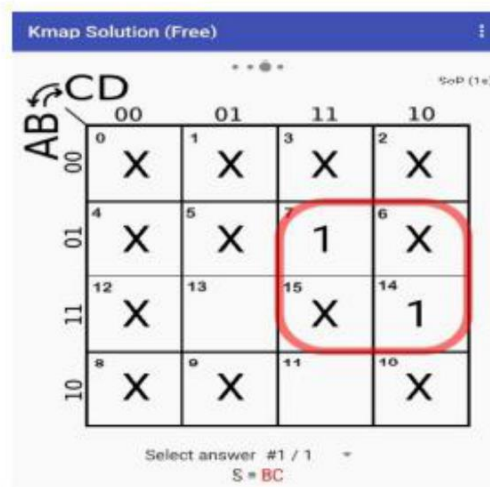 Kmap Solution (Free)
SoP (1s)
AB CD
00 01 11 10
00 0 X 1 X 3 X 2 X
01 4 X 5 X 7 1 6 X
11 12 X 13 15 X 14 1
10 8 X 9 X 11 10 X
Select answer #1 / 1
S = BC